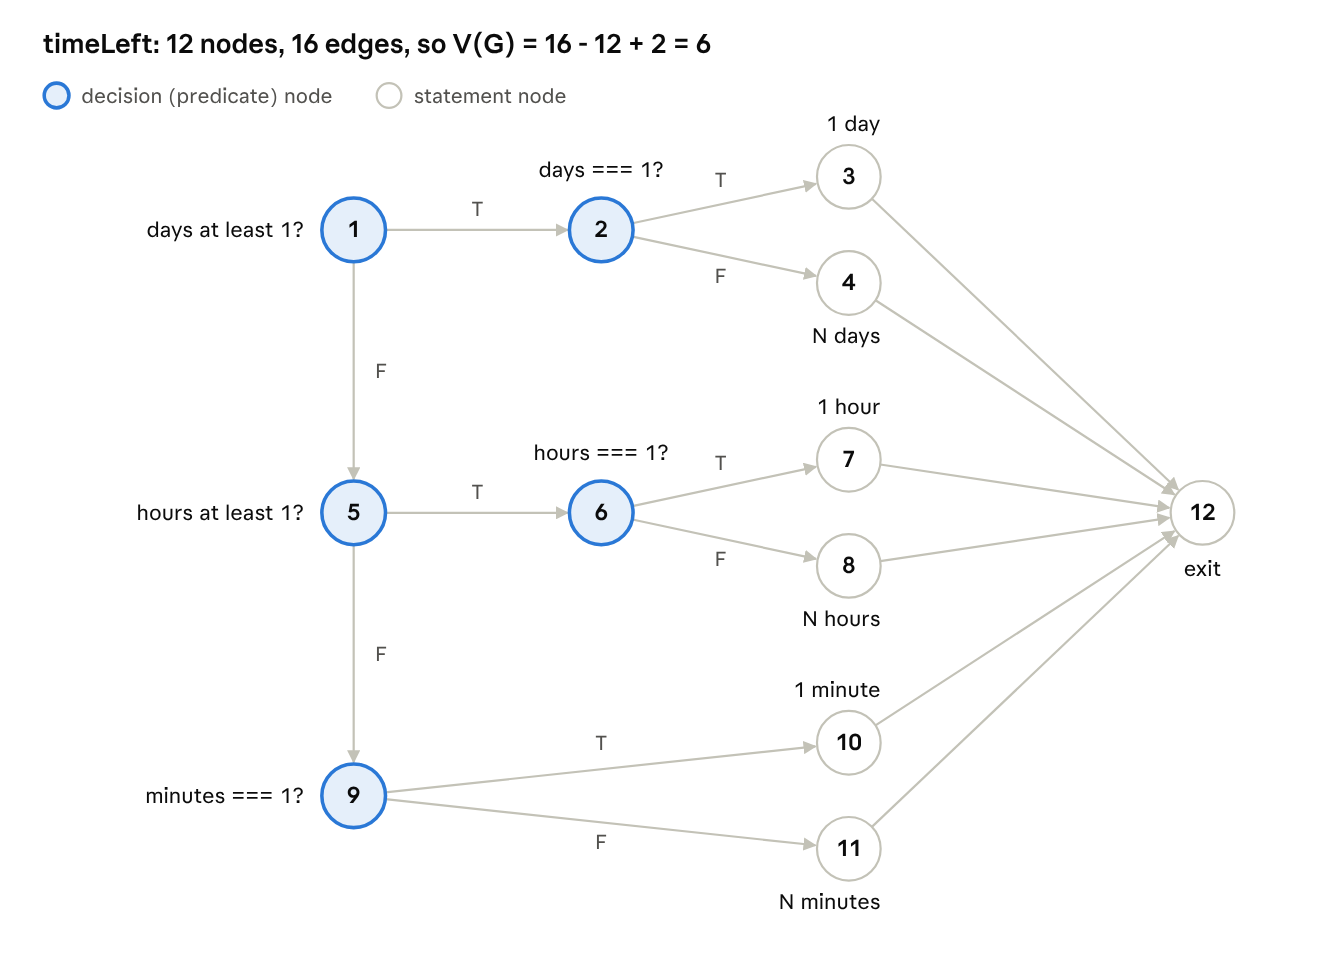 timeLeft: 12 nodes, 16 edges, so V(G) = 16 - 12 + 2 = 6
decision (predicate) node
statement node
1 day
days === 1?
T
3
days at least 1?
1
T
2
F
4
N days
F
1 hour
hours === 1?
T
7
hours at least 1?
5
T
6
12
F
8
exit
N hours
F
1 minute
T
10
minutes === 1?
9
F
11
N minutes